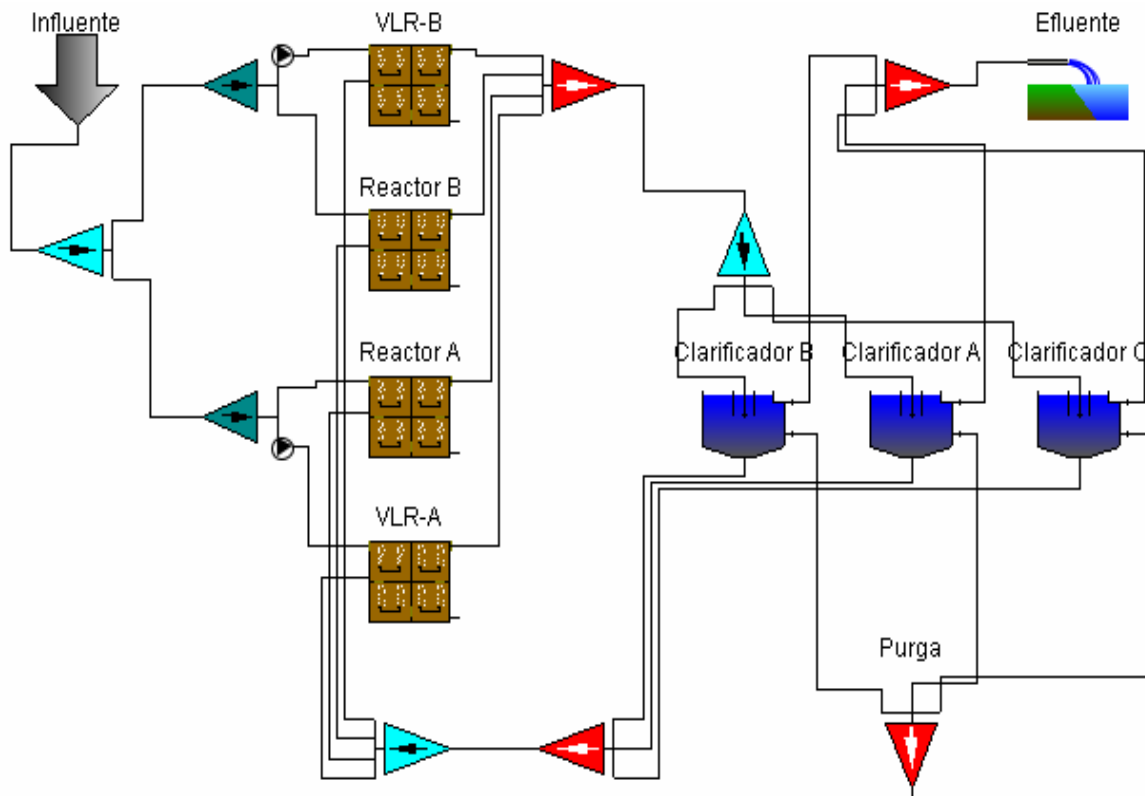 Influente
VLR-B
Efluente
Reactor B
Reactor A
Clarificador B
Clarificador A
Clarificador C
VLR-A
Purga